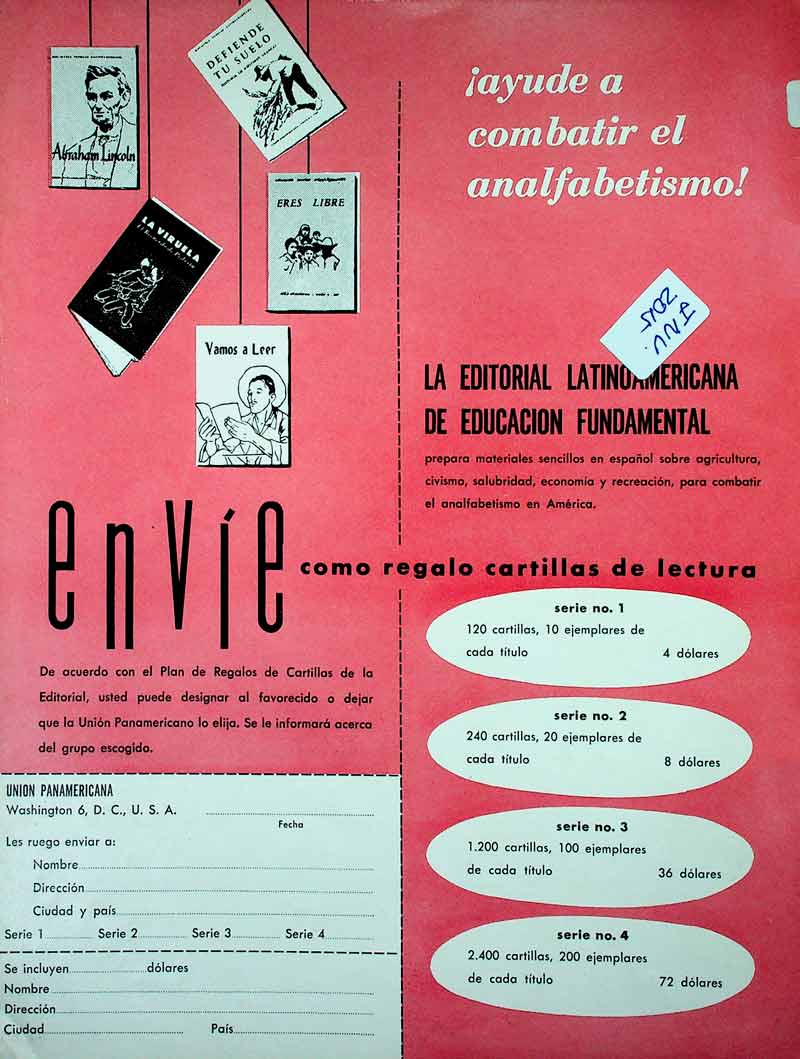 Abraham Lincoln
DEFIENDE
TU SUELO
ERES LIBRE
LA VIRUELA
Vamos a Leer
¡ayude a
combatir el
analfabetismo!
INV
2015
LA EDITORIAL LATINOAMERICANA
DE EDUCACION FUNDAMENTAL
prepara materiales sencillos en español sobre agricultura,
civismo, salubridad, economía y recreación, para combatir
el analfabetismo en América.
envíe
como regalo cartillas de lectura
De acuerdo con el Plan de Regalos de Cartillas de la
Editorial, usted puede designar al favorecido o dejar
que la Unión Panamericano lo elija. Se le informará acerca
del grupo escogido.
serie no. 1
120 cartillas, 10 ejemplares de
cada título 4 dólares
serie no. 2
240 cartillas, 20 ejemplares de
cada título 8 dólares
serie no. 3
1.200 cartillas, 100 ejemplares
de cada título 36 dólares
serie no. 4
2.400 cartillas, 200 ejemplares
de cada título 72 dólares
UNION PANAMERICANA
Washington 6, D. C., U. S. A.
Fecha
Les ruego enviar a:
Nombre
Dirección
Ciudad y país
Serie 1 Serie 2 Serie 3 Serie 4
Se incluyen dólares
Nombre
Dirección
Ciudad País